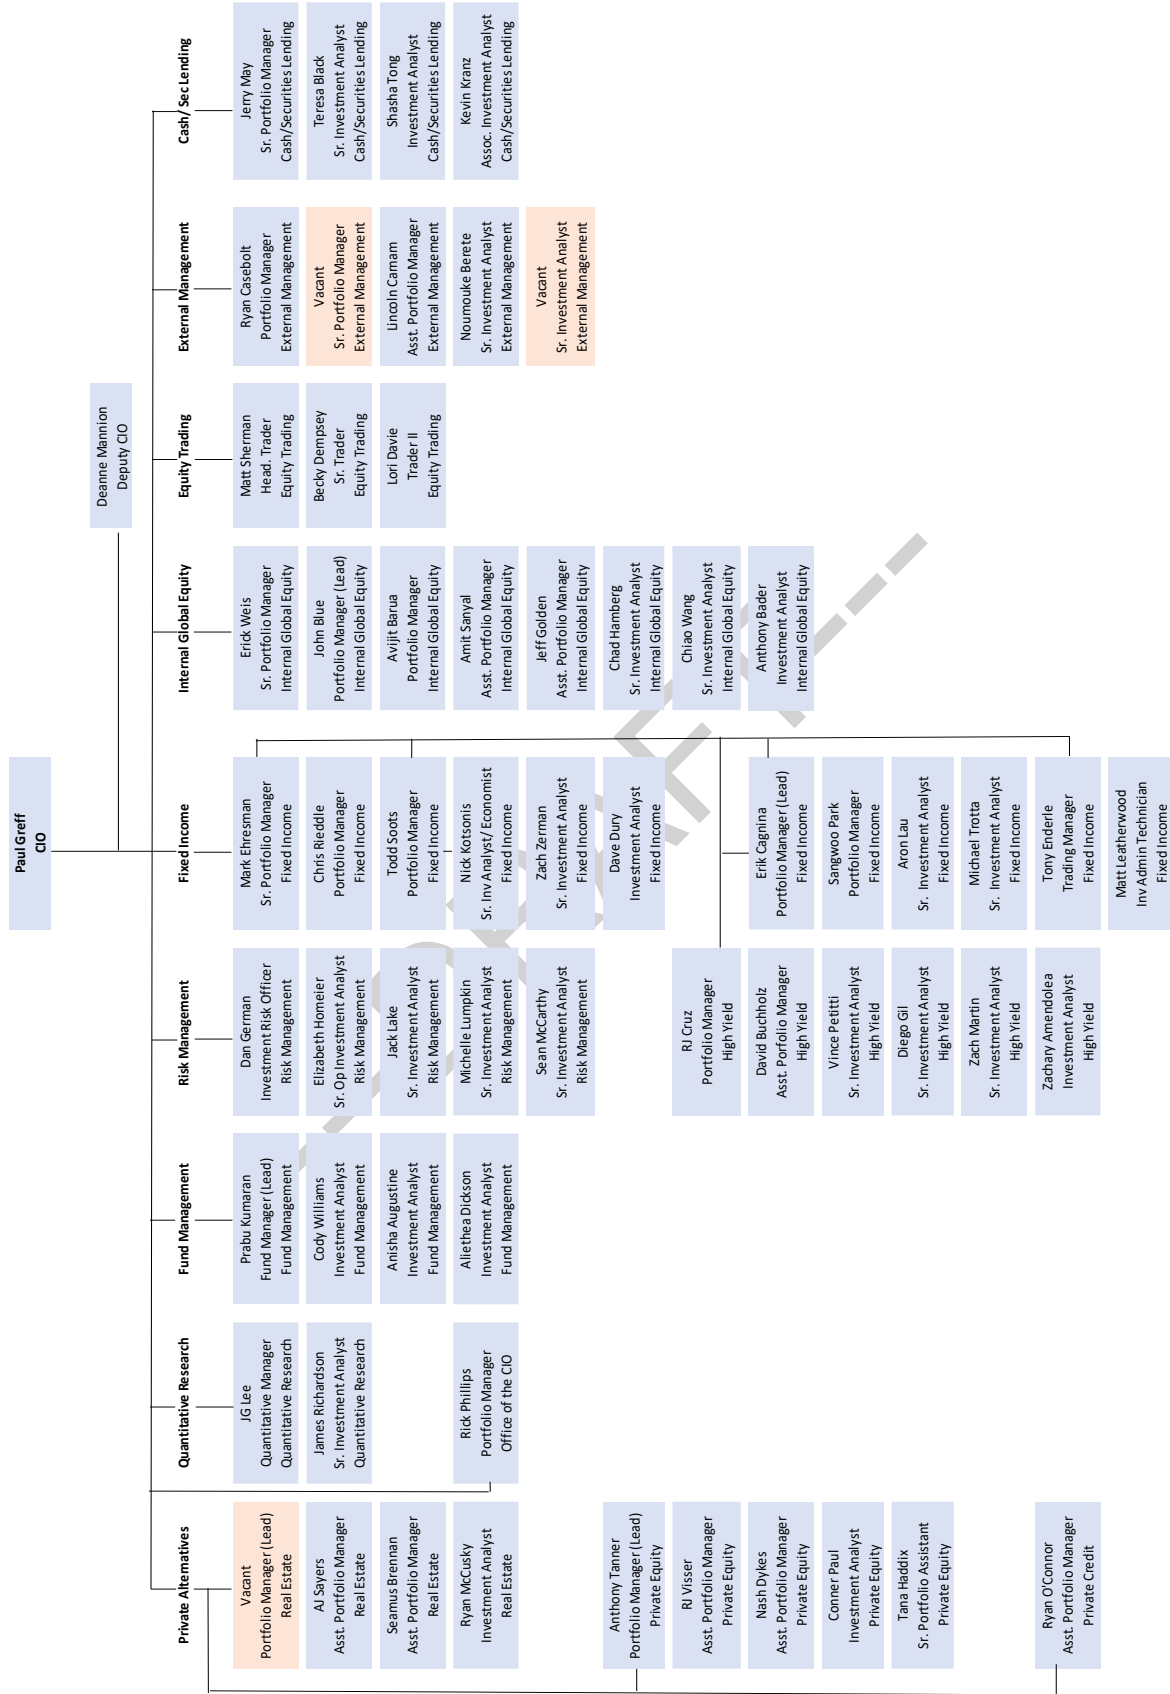 Paul Greff
CIO
Deanne Mannion
Deputy CIO
Private Alternatives
Vacant
Portfolio Manager (Lead)
Real Estate
AJ Sayers
Asst. Portfolio Manager
Real Estate
Seamus Brennan
Asst. Portfolio Manager
Real Estate
Ryan McCusky
Investment Analyst
Real Estate
Anthony Tanner
Portfolio Manager (Lead)
Private Equity
RJ Visser
Asst. Portfolio Manager
Private Equity
Nash Dykes
Asst. Portfolio Manager
Private Equity
Conner Paul
Investment Analyst
Private Equity
Tana Haddix
Sr. Portfolio Assistant
Private Equity
Ryan O'Connor
Asst. Portfolio Manager
Private Credit
Quantitative Research
JG Lee
Quantitative Manager
Quantitative Research
James Richardson
Sr. Investment Analyst
Quantitative Research
Rick Phillips
Portfolio Manager
Office of the CIO
Fund Management
Prabu Kumaran
Fund Manager (Lead)
Fund Management
Cody Williams
Investment Analyst
Fund Management
Anisha Augustine
Investment Analyst
Fund Management
Aliethea Dickson
Investment Analyst
Fund Management
Risk Management
Dan German
Investment Risk Officer
Risk Management
Elizabeth Homeier
Sr. Op Investment Analyst
Risk Management
Jack Lake
Sr. Investment Analyst
Risk Management
Michelle Lumpkin
Sr. Investment Analyst
Risk Management
Sean McCarthy
Sr. Investment Analyst
Risk Management
RJ Cruz
Portfolio Manager
High Yield
David Buchholz
Asst. Porfolio Manager
High Yield
Vince Petitti
Sr. Investment Analyst
High Yield
Diego Gil
Sr. Investment Analyst
High Yield
Zach Martin
Sr. Investment Analyst
High Yield
Zachary Amendolea
Investment Analyst
High Yield
Fixed Income
Mark Ehresman
Sr. Portfolio Manager
Fixed Income
Chris Rieddle
Portfolio Manager
Fixed Income
Todd Soots
Portfolio Manager
Fixed Income
Nick Kotsonis
Sr. Inv Analyst/ Economist
Fixed Income
Zach Zerman
Sr. Investment Analyst
Fixed Income
Dave Dury
Investment Analyst
Fixed Income
Erik Cagnina
Portfolio Manager (Lead)
Fixed Income
Sangwoo Park
Portfolio Manager
Fixed Income
Aron Lau
Sr. Investment Analyst
Fixed Income
Michael Trotta
Sr. Investment Analyst
Fixed Income
Tony Enderle
Trading Manager
Fixed Income
Matt Leatherwood
Inv Admin Technician
Fixed Income
Internal Global Equity
Erick Weis
Sr. Portfolio Manager
Internal Global Equity
John Blue
Portfolio Manager (Lead)
Internal Global Equity
Avijit Barua
Portfolio Manager
Internal Global Equity
Amit Sanyal
Asst. Portfolio Manager
Internal Global Equity
Jeff Golden
Asst. Portfolio Manager
Internal Global Equity
Chad Hamberg
Sr. Investment Analyst
Internal Global Equity
Chiao Wang
Sr. Investment Analyst
Internal Global Equity
Anthony Bader
Investment Analyst
Internal Global Equity
Equity Trading
Matt Sherman
Head. Trader
Equity Trading
Becky Dempsey
Sr. Trader
Equity Trading
Lori Davie
Trader II
Equity Trading
External Management
Ryan Casebolt
Portfolio Manager
External Management
Vacant
Sr. Portfolio Manager
External Management
Lincoln Carnam
Asst. Portfolio Manager
External Management
Noumouke Berete
Sr. Investment Analyst
External Management
Vacant
Sr. Investment Analyst
External Management
Cash/ Sec Lending
Jerry May
Sr. Portfolio Manager
Cash/Securities Lending
Teresa Black
Sr. Investment Analyst
Cash/Securities Lending
Shasha Tong
Investment Analyst
Cash/Securities Lending
Kevin Kranz
Assoc. Investment Analyst
Cash/Securities Lending
--DRAFT---